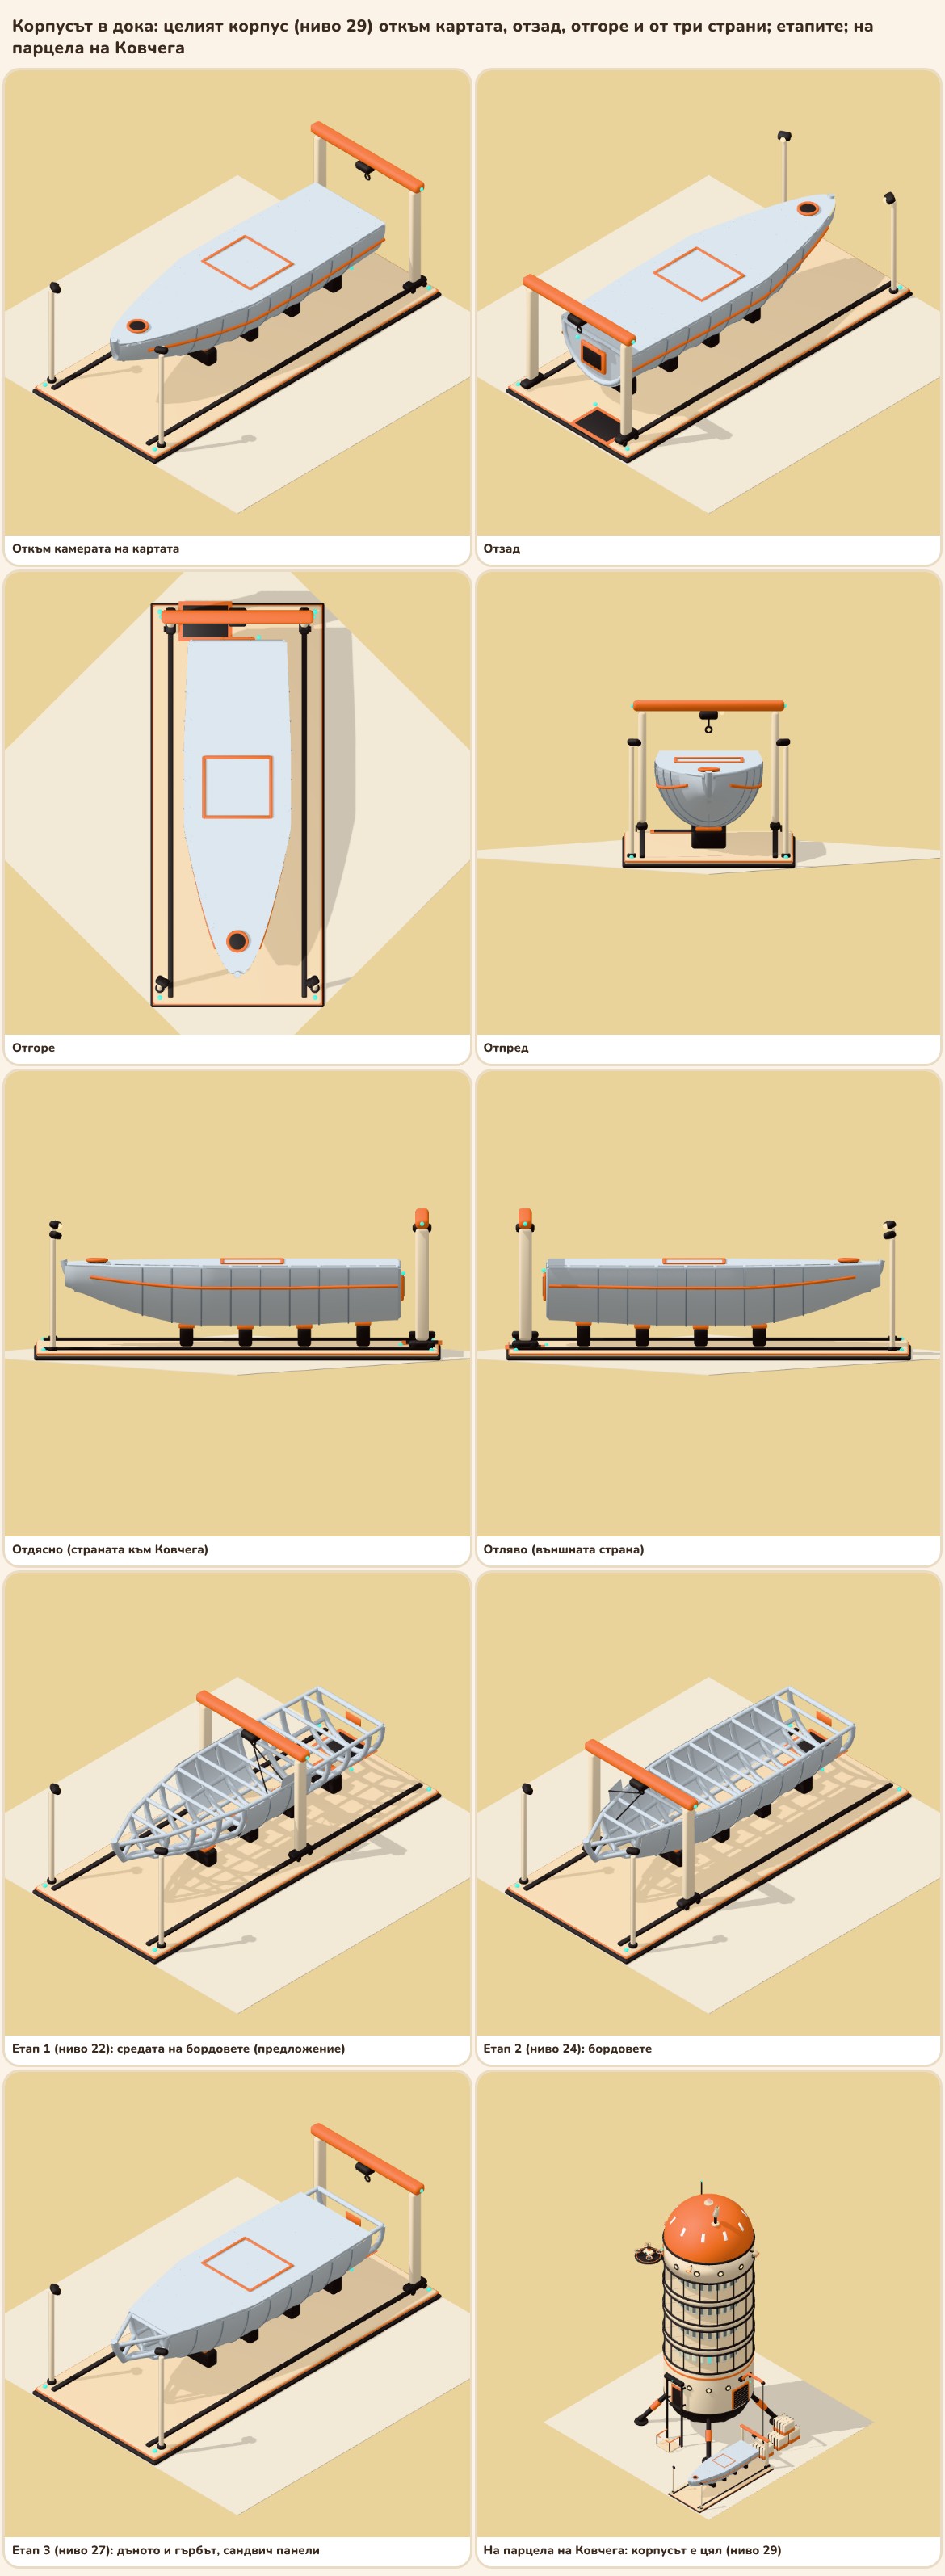 Корпусът в дока: целият корпус (ниво 29) откъм картата, отзад, отгоре и от три страни; етапите; на
парцела на Ковчега
Откъм камерата на картата
Отзад
Отгоре
Отпред
Отдясно (страната към Ковчега)
Отляво (външната страна)
Етап 1 (ниво 22): средата на бордовете (предложение)
Етап 2 (ниво 24): бордовете
Етап 3 (ниво 27): дъното и гърбът, сандвич панели
На парцела на Ковчега: корпусът е цял (ниво 29)